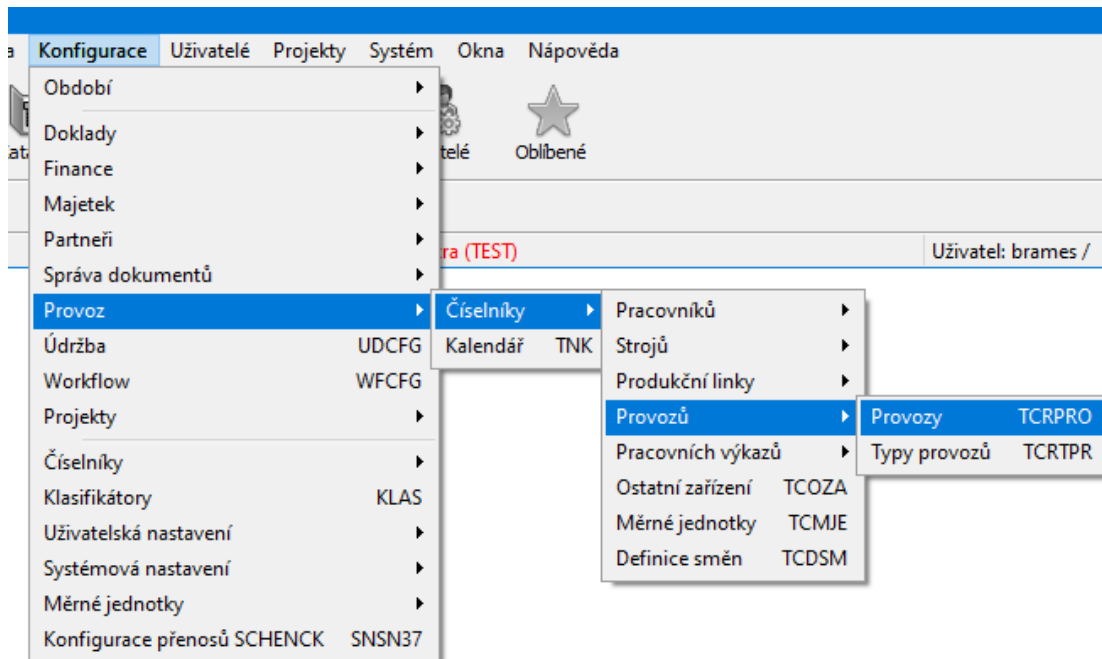 Konfigurace Uživatelé Projekty Systém Okna Nápověda
telé Oblíbené
ra (TEST) Uživatel: brames /
Období
Doklady
Finance
Majetek
Partneři
Správa dokumentů
Provoz
Údržba UDCFG
Workflow WFCFG
Projekty
Číselníky
Klasifikátory KLAS
Uživatelská nastavení
Systémová nastavení
Měrné jednotky
Konfigurace přenosů SCHENCK SNSN37
Číselníky
Kalendář TNK
Pracovníků
Strojů
Produkční linky
Provozů
Pracovních výkazů
Ostatní zařízení TCOZA
Měrné jednotky TCMJE
Definice směn TCDSM
Provozy TCRPRO
Typy provozů TCRTPR